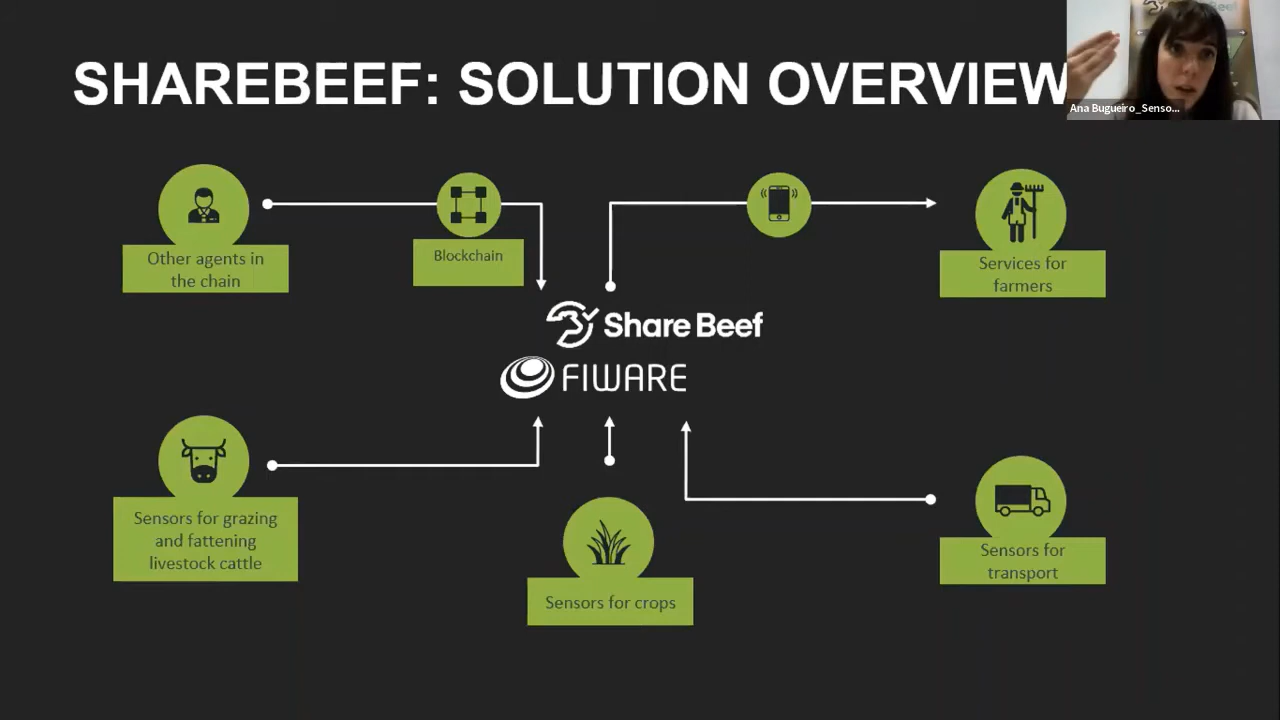 SHAREBEEF: SOLUTION OVERVIEW
Ana Bugueiro_Senso...
Other agents in
the chain
Blockchain
Services for
farmers
Share Beef
FIWARE
Sensors for grazing
and fattening
livestock cattle
Sensors for crops
Sensors for
transport